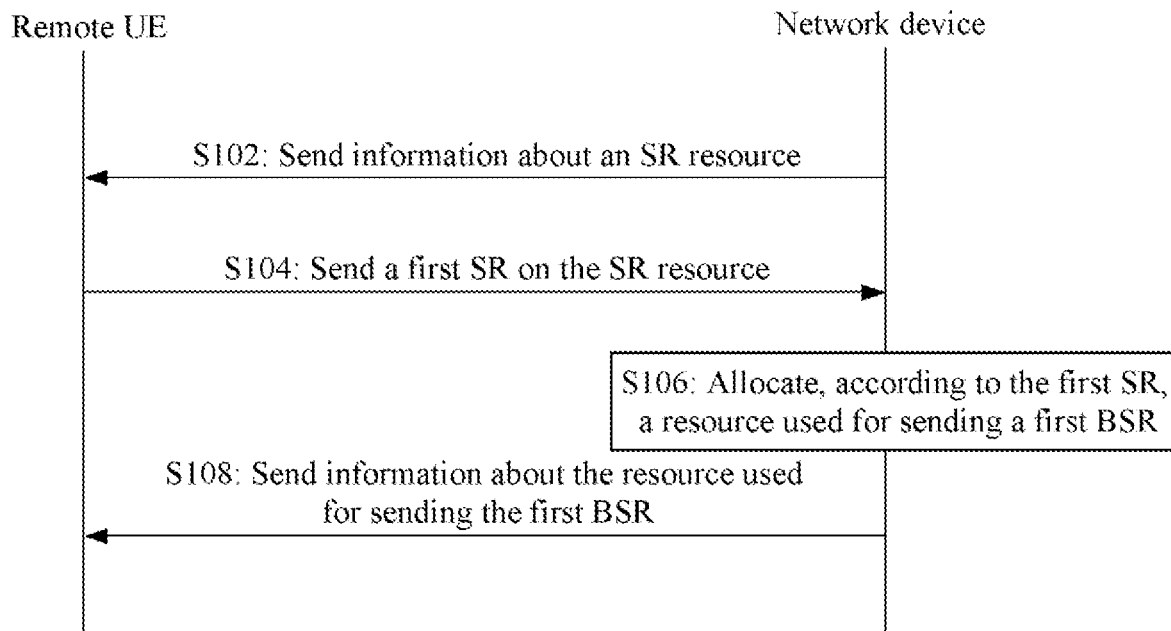 Remote UE
Network device
S102: Send information about an SR resource
S104: Send a first SR on the SR resource
S106: Allocate, according to the first SR,
a resource used for sending a first BSR
S108: Send information about the resource used
for sending the first BSR